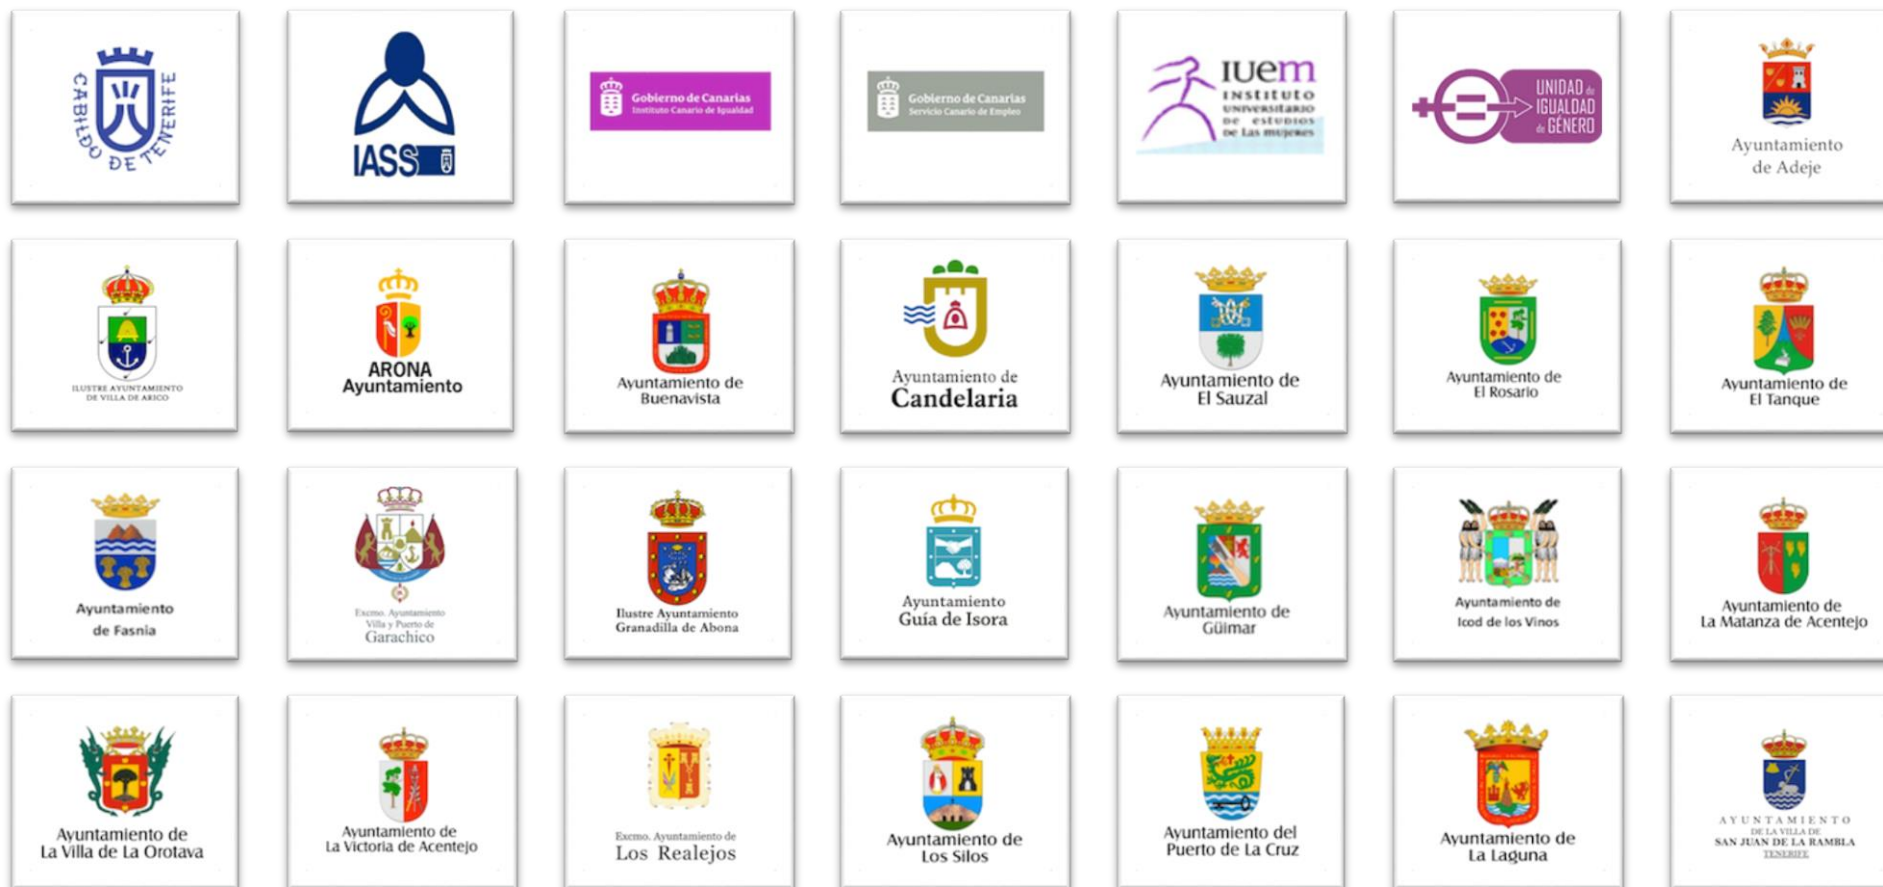 CABILDO DE TENERIFE
IASS
Gobierno de Canarias
Instituto Canario de Igualdad
Gobierno de Canarias
Servicio Canario de Empleo
iuem
INSTITUTO
UNIVERSITARIO
DE ESTUDIOS
DE LAS MUJERES
UNIDAD de
IGUALDAD
de GÉNERO
Ayuntamiento
de Adeje
ILUSTRE AYUNTAMIENTO
DE VILLA DE ARICO
ARONA
Ayuntamiento
Ayuntamiento de
Buenavista
Ayuntamiento de
Candelaria
Ayuntamiento de
El Sauzal
Ayuntamiento de
El Rosario
Ayuntamiento de
El Tanque
Ayuntamiento
de Fasnia
Excmo. Ayuntamiento
Villa y Puerto de
Garachico
Ilustre Ayuntamiento
Granadilla de Abona
Ayuntamiento
Guía de Isora
Ayuntamiento de
Güimar
Ayuntamiento de
Icod de los Vinos
Ayuntamiento de
La Matanza de Acentejo
Ayuntamiento de
La Villa de La Orotava
Ayuntamiento de
La Victoria de Acentejo
Excmo. Ayuntamiento de
Los Realejos
Ayuntamiento de
Los Silos
Ayuntamiento del
Puerto de La Cruz
Ayuntamiento de
La Laguna
AYUNTAMIENTO
DE LA VILLA DE
SAN JUAN DE LA RAMBLA
TENERIFE